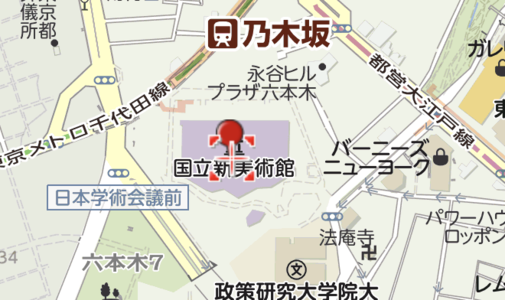 儀京
所都
乃木坂
ガレ
永谷ヒル
プラザ六本木
都営大江戸線
東京メトロ千代田線
東
国立新美術館
バーニーズ
ニューヨーク
日本学術会議前
34
六本木7
法庵寺
パワーハウ
ロッポン
文
政策研究大学院大
レム